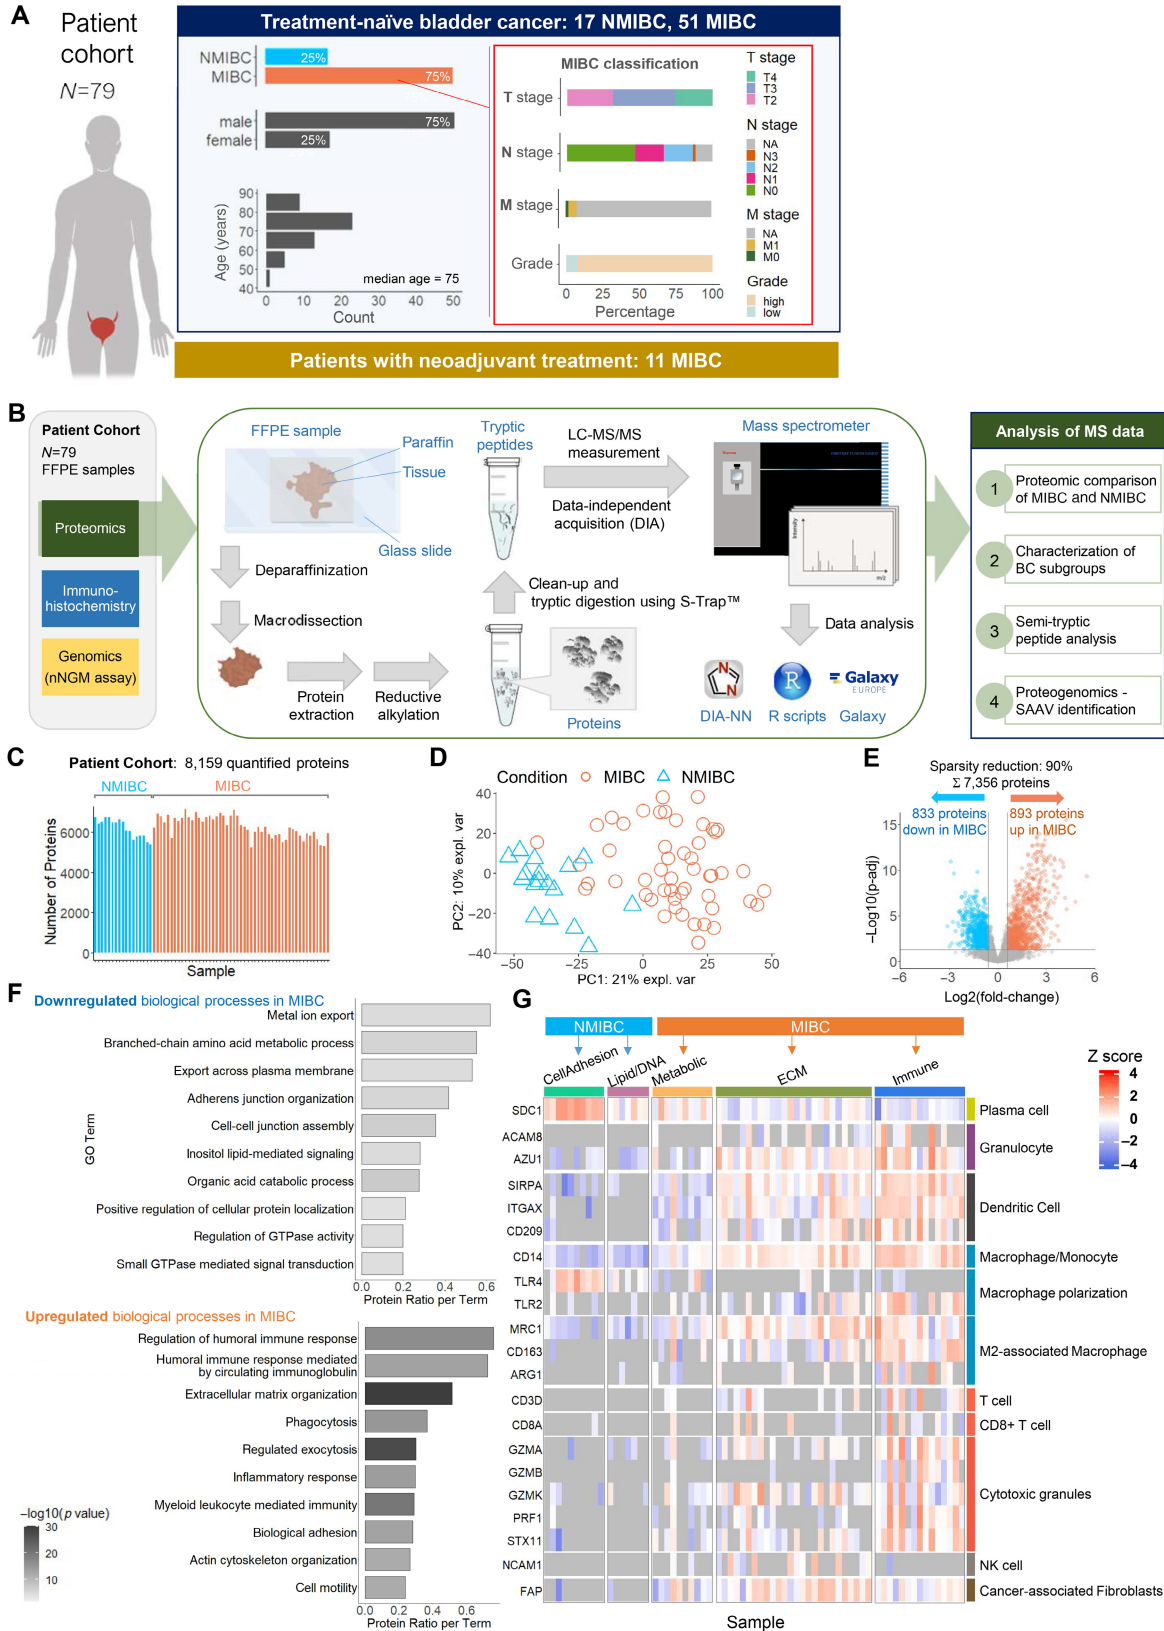 A
Patient
cohort
N=79
Treatment-naïve bladder cancer: 17 NMIBC, 51 MIBC
NMIBC
25%
MIBC
75%
male
75%
female
25%
Age (years)
90
80
70
60
50
40
median age = 75
0 10 20 30 40 50
Count
MIBC classification
T stage
N stage
M stage
Grade
0 25 50 75 100
Percentage
T stage
T4
T3
T2
N stage
NA
N3
N2
N1
N0
M stage
NA
M1
M0
Grade
high
low
Patients with neoadjuvant treatment: 11 MIBC
B
Patient Cohort
N=79
FFPE samples
Proteomics
Immuno-
histochemistry
Genomics
(nNGM assay)
FFPE sample
Paraffin
Tissue
Glass slide
Deparaffinization
Macrodissection
Protein
extraction
Reductive
alkylation
Tryptic
peptides
LC-MS/MS
measurement
Data-independent
acquisition (DIA)
Clean-up and
tryptic digestion using S-Trap™
Proteins
Mass spectrometer
Intensity
m/z
Data analysis
N
N
R
Galaxy
EUROPE
DIA-NN
R scripts
Galaxy
Analysis of MS data
1
Proteomic comparison
of MIBC and NMIBC
2
Characterization of
BC subgroups
3
Semi-tryptic
peptide analysis
4
Proteogenomics -
SAAV identification
C
Patient Cohort: 8,159 quantified proteins
NMIBC
MIBC
Number of Proteins
6000
4000
2000
0
Sample
D
Condition MIBC NMIBC
PC2: 10% expl. var
40
20
0
−20
−40
−50 −25 0 25 50
PC1: 21% expl. var
E
Sparsity reduction: 90%
Σ 7,356 proteins
833 proteins
down in MIBC
893 proteins
up in MIBC
−Log10(p-adj)
15
10
5
0
−6 −3 0 3 6
Log2(fold-change)
F
Downregulated biological processes in MIBC
GO Term
Metal ion export
Branched-chain amino acid metabolic process
Export across plasma membrane
Adherens junction organization
Cell-cell junction assembly
Inositol lipid-mediated signaling
Organic acid catabolic process
Positive regulation of cellular protein localization
Regulation of GTPase activity
Small GTPase mediated signal transduction
0.0 0.2 0.4 0.6
Protein Ratio per Term
Upregulated biological processes in MIBC
Regulation of humoral immune response
Humoral immune response mediated
by circulating immunoglobulin
Extracellular matrix organization
Phagocytosis
Regulated exocytosis
Inflammatory response
Myeloid leukocyte mediated immunity
Biological adhesion
Actin cytoskeleton organization
Cell motility
0.0 0.2 0.4 0.6
Protein Ratio per Term
−log10(p value)
30
20
10
G
NMIBC
MIBC
CellAdhesion
Lipid/DNA
Metabolic
ECM
Immune
Z score
4
2
0
−2
−4
SDC1
Plasma cell
ACAM8
AZU1
Granulocyte
SIRPA
ITGAX
CD209
Dendritic Cell
CD14
Macrophage/Monocyte
TLR4
TLR2
Macrophage polarization
MRC1
CD163
ARG1
M2-associated Macrophage
CD3D
T cell
CD8A
CD8+ T cell
GZMA
GZMB
GZMK
PRF1
STX11
Cytotoxic granules
NCAM1
NK cell
FAP
Cancer-associated Fibroblasts
Sample